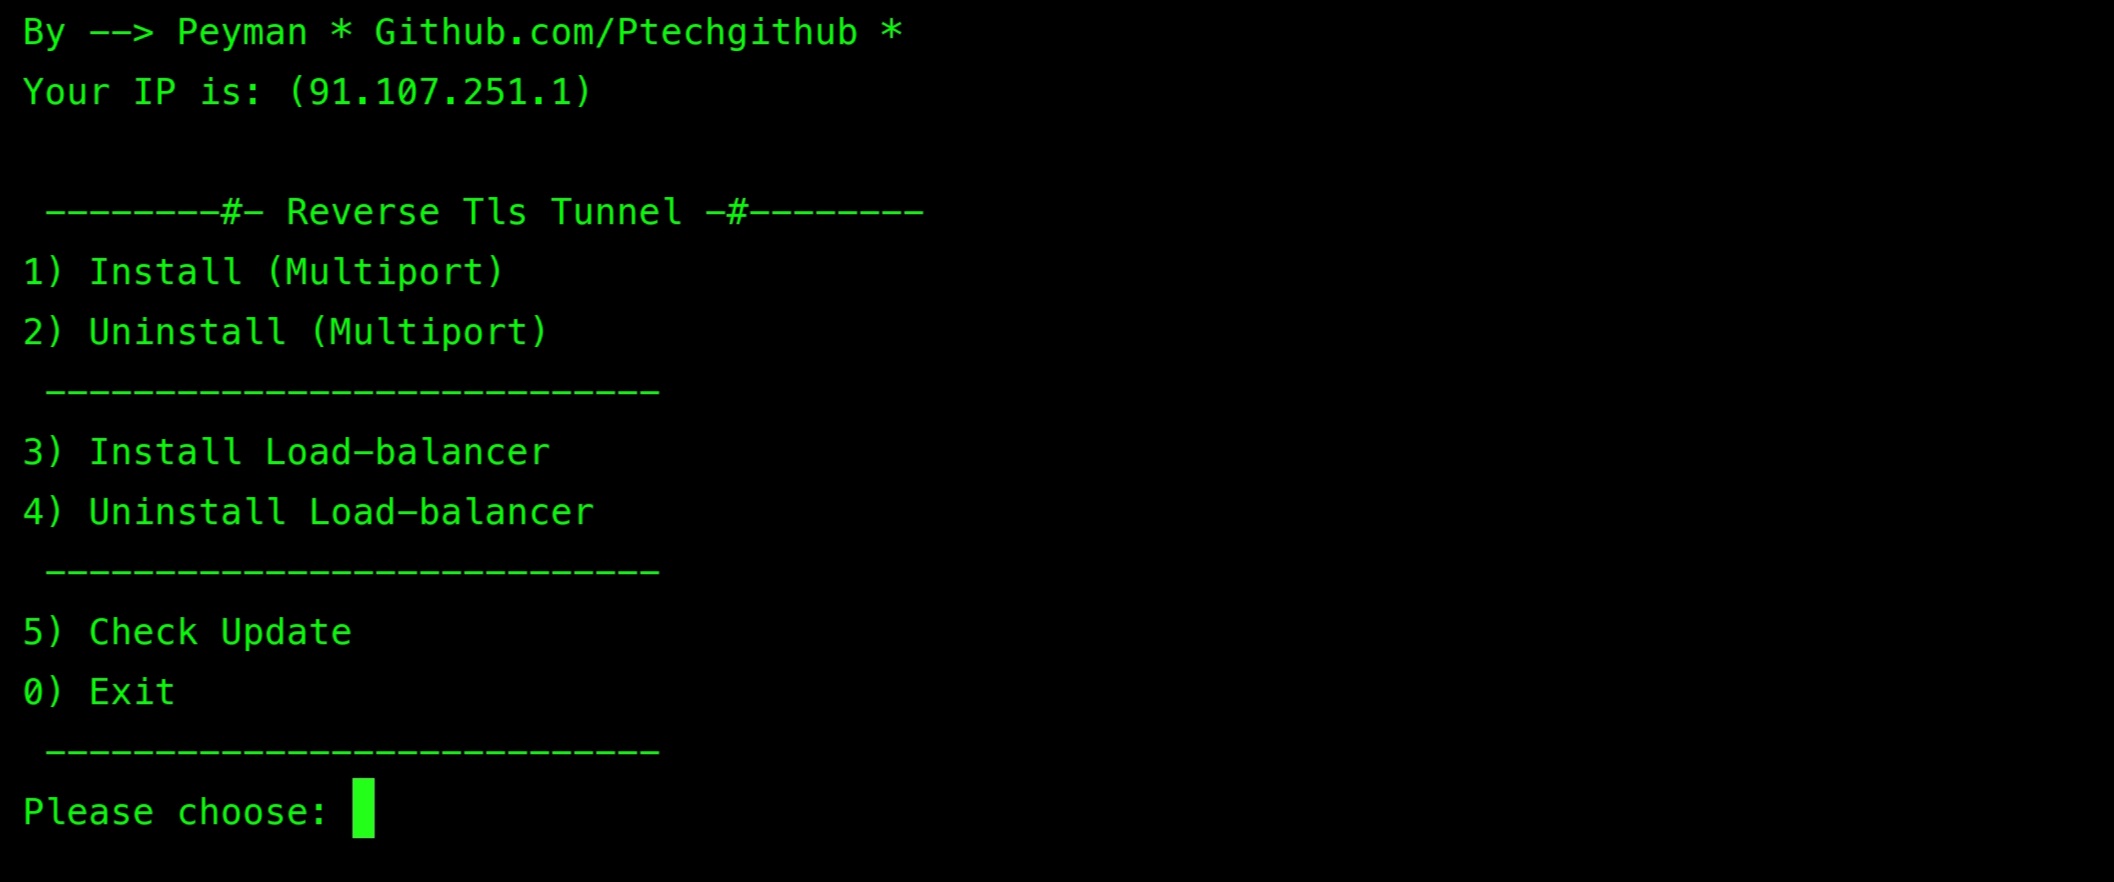 By --> Peyman * Github.com/Ptechgithub *
Your IP is: (91.107.251.1)
--------#- Reverse Tls Tunnel -#--------
1) Install (Multiport)
2) Uninstall (Multiport)
----------------------------
3) Install Load-balancer
4) Uninstall Load-balancer
----------------------------
5) Check Update
0) Exit
----------------------------
Please choose: